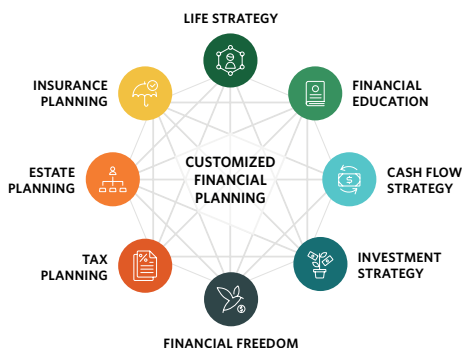 LIFE STRATEGY
INSURANCE
PLANNING
FINANCIAL
EDUCATION
ESTATE
PLANNING
CUSTOMIZED
FINANCIAL
PLANNING
$
CASH FLOW
STRATEGY
TAX
PLANNING
%
$
$
INVESTMENT
STRATEGY
$
FINANCIAL FREEDOM